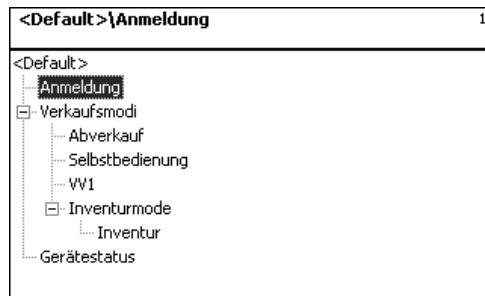 <Default>\Anmeldung 1
<Default>
Anmeldung
Verkaufsmodi
Abverkauf
Selbstbedienung
VV1
Inventurmode
Inventur
Gerätestatus